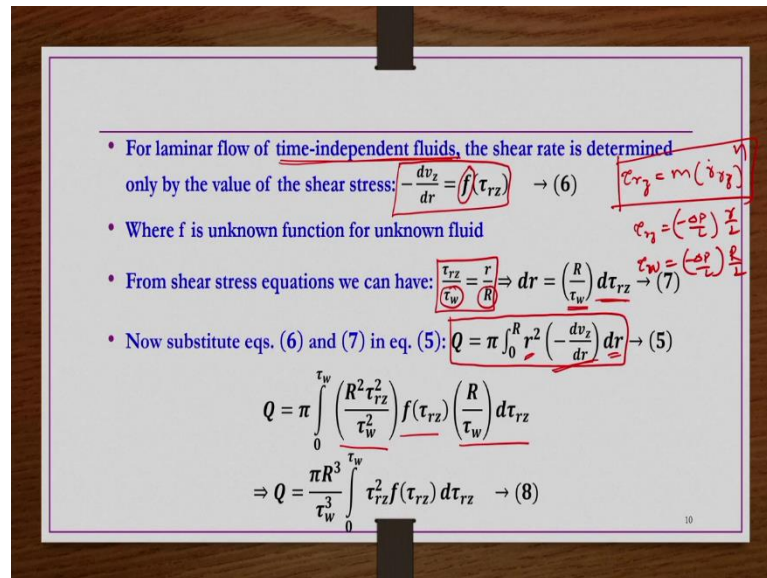 • For laminar flow of time-independent fluids, the shear rate is determined
only by the value of the shear stress: −dv_z/dr = f(τ_rz) → (6)
• Where f is unknown function for unknown fluid
• From shear stress equations we can have: τ_rz/τ_w = r/R ⇒ dr = (R/τ_w) dτ_rz → (7)
• Now substitute eqs. (6) and (7) in eq. (5): Q = π ∫_0^R r² (−dv_z/dr) dr → (5)
Q = π ∫_0^{τ_w} (R²τ_rz²/τ_w²) f(τ_rz) (R/τ_w) dτ_rz
⇒ Q = πR³/τ_w³ ∫_0^{τ_w} τ_rz² f(τ_rz) dτ_rz → (8)
τ_rz = m(γ̇_rz)^n
τ_rz = (−ΔP/L) r/2
τ_w = (−ΔP/L) R/2
10